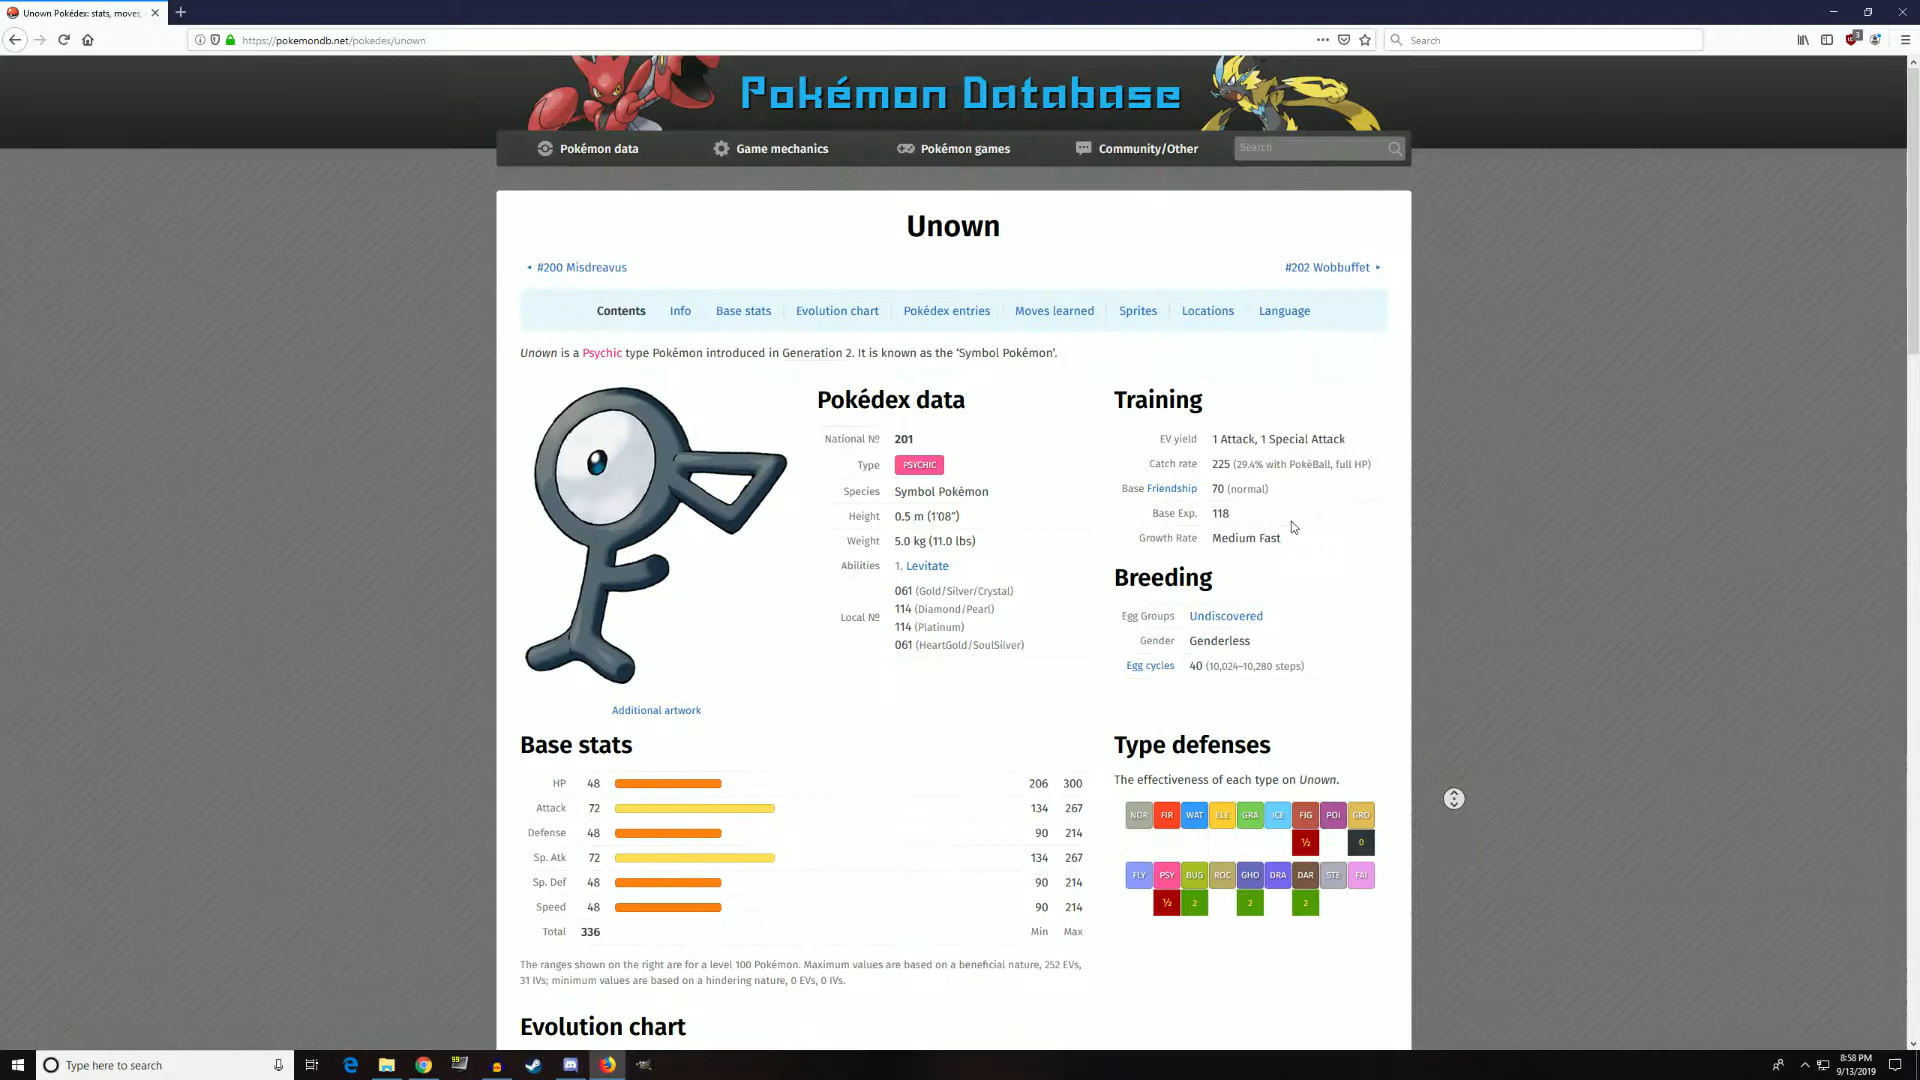 Unown Pokédex: stats, moves,
https://pokemondb.net/pokedex/unown
Search
Pokémon Database
Pokémon data
Game mechanics
Pokémon games
Community/Other
Search
Unown
#200 Misdreavus
#202 Wobbuffet
Contents
Info
Base stats
Evolution chart
Pokédex entries
Moves learned
Sprites
Locations
Language
Unown is a Psychic type Pokémon introduced in Generation 2. It is known as the ‘Symbol Pokémon’.
Additional artwork
Pokédex data
National № 201
Type PSYCHIC
Species Symbol Pokémon
Height 0.5 m (1′08″)
Weight 5.0 kg (11.0 lbs)
Abilities 1. Levitate
Local № 061 (Gold/Silver/Crystal)
114 (Diamond/Pearl)
114 (Platinum)
061 (HeartGold/SoulSilver)
Training
EV yield 1 Attack, 1 Special Attack
Catch rate 225 (29.4% with PokéBall, full HP)
Base Friendship 70 (normal)
Base Exp. 118
Growth Rate Medium Fast
Breeding
Egg Groups Undiscovered
Gender Genderless
Egg cycles 40 (10,024–10,280 steps)
Base stats
HP 48 206 300
Attack 72 134 267
Defense 48 90 214
Sp. Atk 72 134 267
Sp. Def 48 90 214
Speed 48 90 214
Total 336 Min Max
The ranges shown on the right are for a level 100 Pokémon. Maximum values are based on a beneficial nature, 252 EVs,
31 IVs; minimum values are based on a hindering nature, 0 EVs, 0 IVs.
Type defenses
The effectiveness of each type on Unown.
NOR FIR WAT ELE GRA ICE FIG POI GRO
½ 0
FLY PSY BUG ROC GHO DRA DAR STE FAI
½ 2 2 2
Evolution chart
Type here to search
8:58 PM
9/13/2019